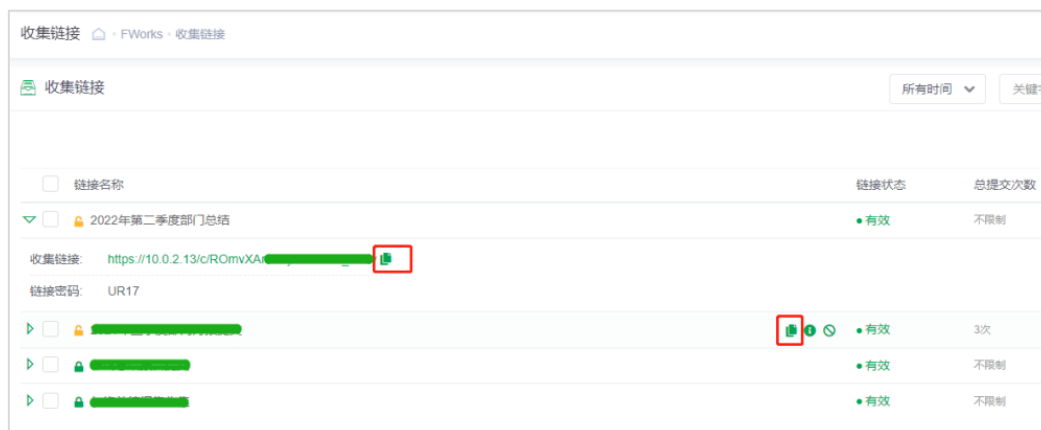 收集链接 FWorks 收集链接
收集链接 所有时间
链接名称 链接状态 总提交次数
2022年第二季度部门总结 有效 不限制
收集链接: https://10.0.2.13/c/ROmvXA
链接密码: UR17
有效 3次
有效 不限制
有效 不限制